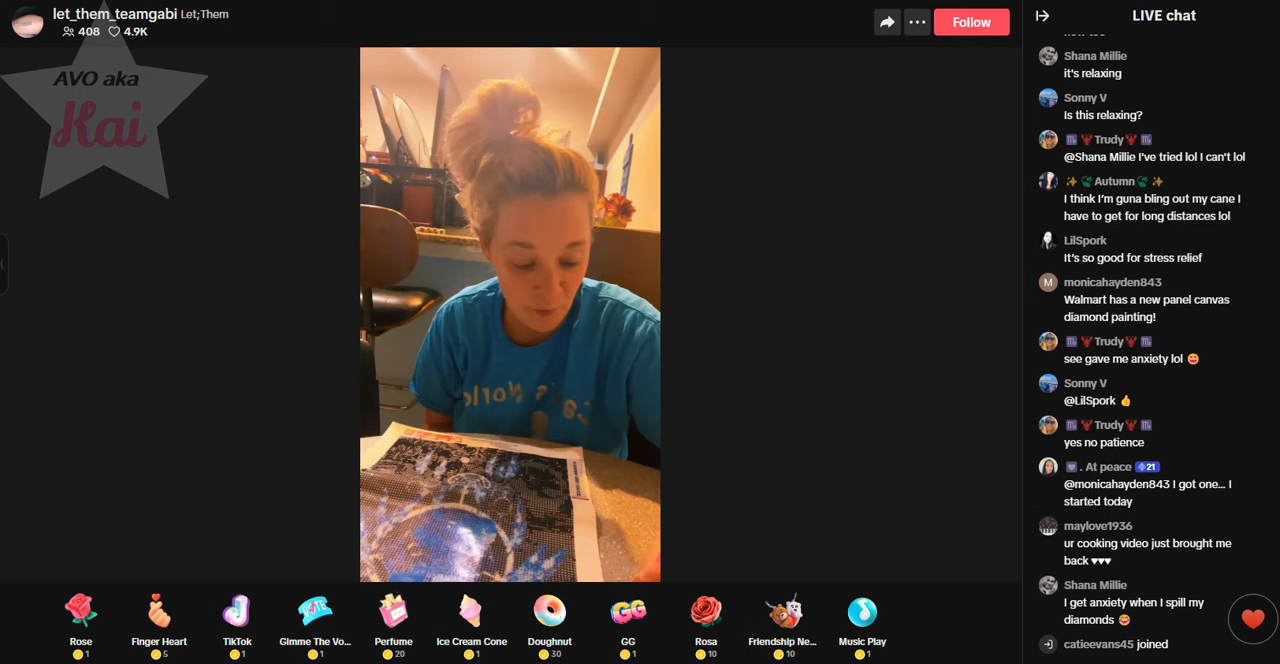 let_them_teamgabi Let;Them
408 4.9K
Follow
AVO aka
Kai
LIVE chat
Shana Millie
it's relaxing
Sonny V
Is this relaxing?
Trudy
@Shana Millie I've tried lol I can't lol
Autumn
I think I'm guna bling out my cane I
have to get for long distances lol
LilSpork
It's so good for stress relief
M monicahayden843
Walmart has a new panel canvas
diamond painting!
Trudy
see gave me anxiety lol 😝
Sonny V
@LilSpork 👍
Trudy
yes no patience
. At peace 21
@monicahayden843 I got one... I
started today
maylove1936
ur cooking video just brought me
back ♥♥♥
Shana Millie
I get anxiety when I spill my
diamonds 😝
catieevans45 joined
Rose
1
Finger Heart
5
TikTok
1
Gimme The Vo...
1
Perfume
20
Ice Cream Cone
1
Doughnut
30
GG
1
Rosa
10
Friendship Ne...
10
Music Play
1